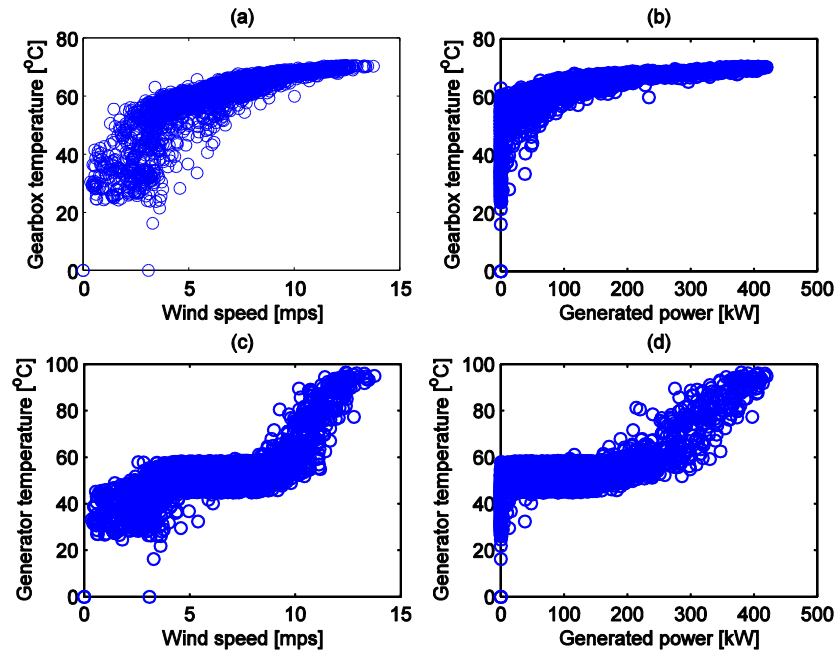 (a)
80
60
40
20
0
Gearbox temperature [°C]
0 5 10 15
Wind speed [mps]
(b)
80
60
40
20
0
Gearbox temperature [°C]
0 100 200 300 400 500
Generated power [kW]
(c)
100
80
60
40
20
0
Generator temperature [°C]
0 5 10 15
Wind speed [mps]
(d)
100
80
60
40
20
0
Generator temperature [°C]
0 100 200 300 400 500
Generated power [kW]